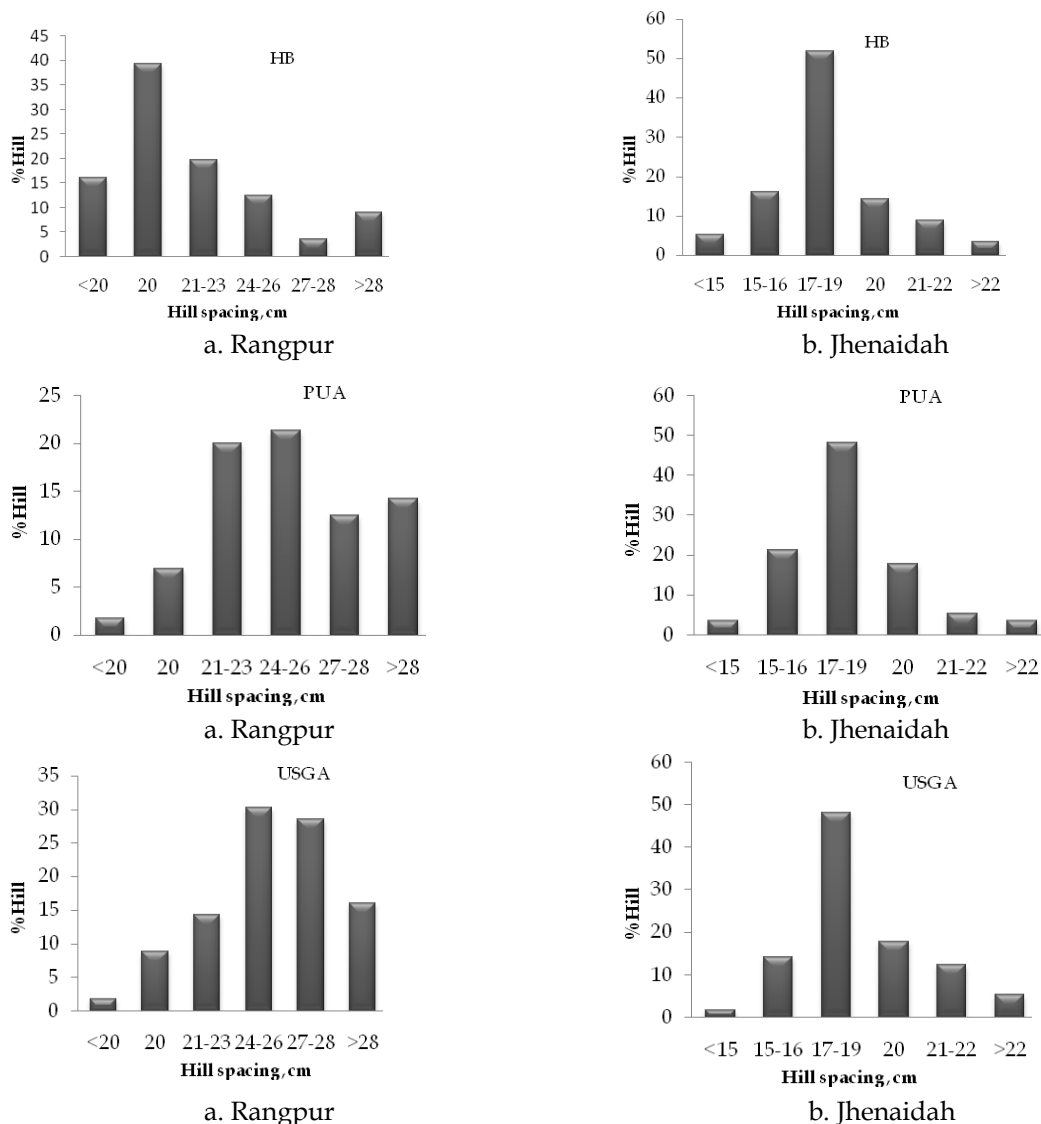 HB
45
40
35
30
25
20
15
10
5
0
%Hill
<20 20 21-23 24-26 27-28 >28
Hill spacing,cm
a. Rangpur
HB
60
50
40
30
20
10
0
%Hill
<15 15-16 17-19 20 21-22 >22
Hill spacing,cm
b. Jhenaidah
PUA
25
20
15
10
5
0
%Hill
<20 20 21-23 24-26 27-28 >28
Hill spacing,cm
a. Rangpur
PUA
60
50
40
30
20
10
0
%Hill
<15 15-16 17-19 20 21-22 >22
Hill spacing,cm
b. Jhenaidah
USGA
35
30
25
20
15
10
5
0
%Hill
<20 20 21-23 24-26 27-28 >28
Hill spacing,cm
a. Rangpur
USGA
60
50
40
30
20
10
0
%Hill
<15 15-16 17-19 20 21-22 >22
Hill spacing,cm
b. Jhenaidah